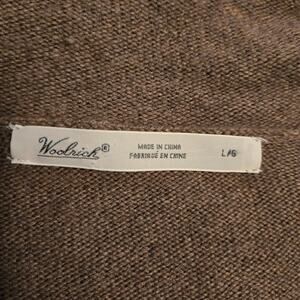 Woolrich®
MADE IN CHINA
FABRIQUÉ EN CHINE
L/G